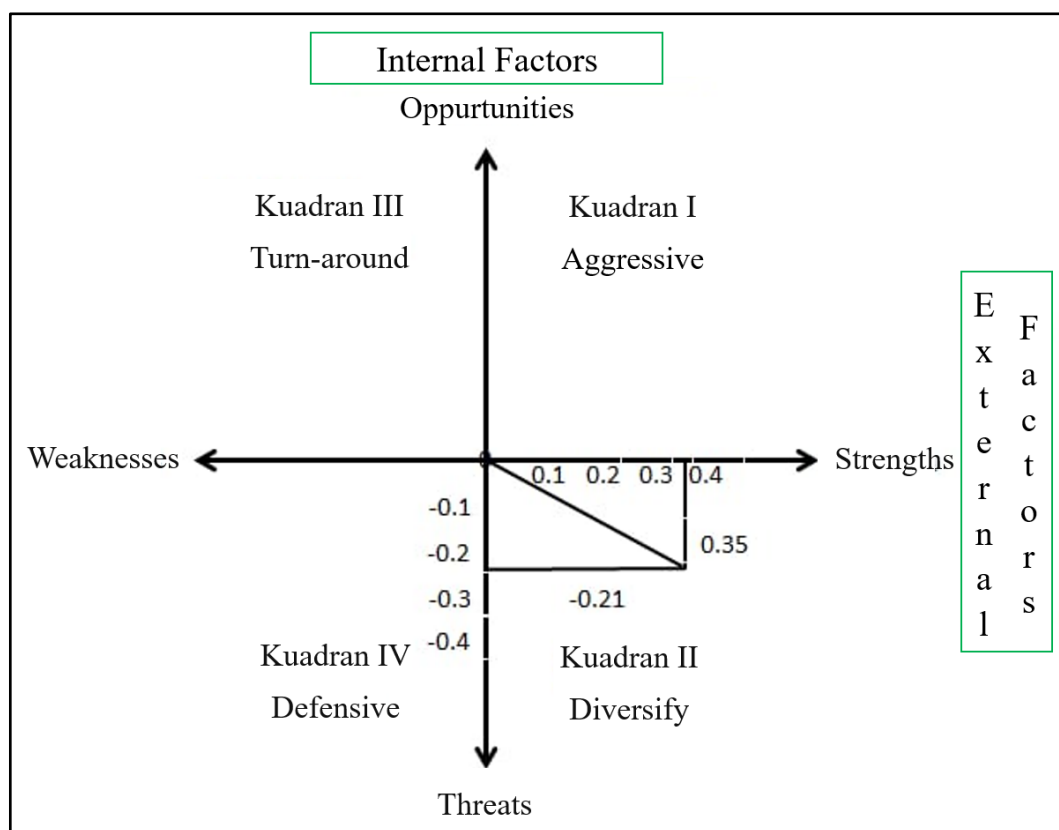 Internal Factors
Oppurtunities
Kuadran III
Turn-around
Kuadran I
Aggressive
External
Factors
Weaknesses
Strengths
0
0.1 0.2 0.3 0.4
-0.1
-0.2
-0.3
-0.4
0.35
-0.21
Kuadran IV
Defensive
Kuadran II
Diversify
Threats